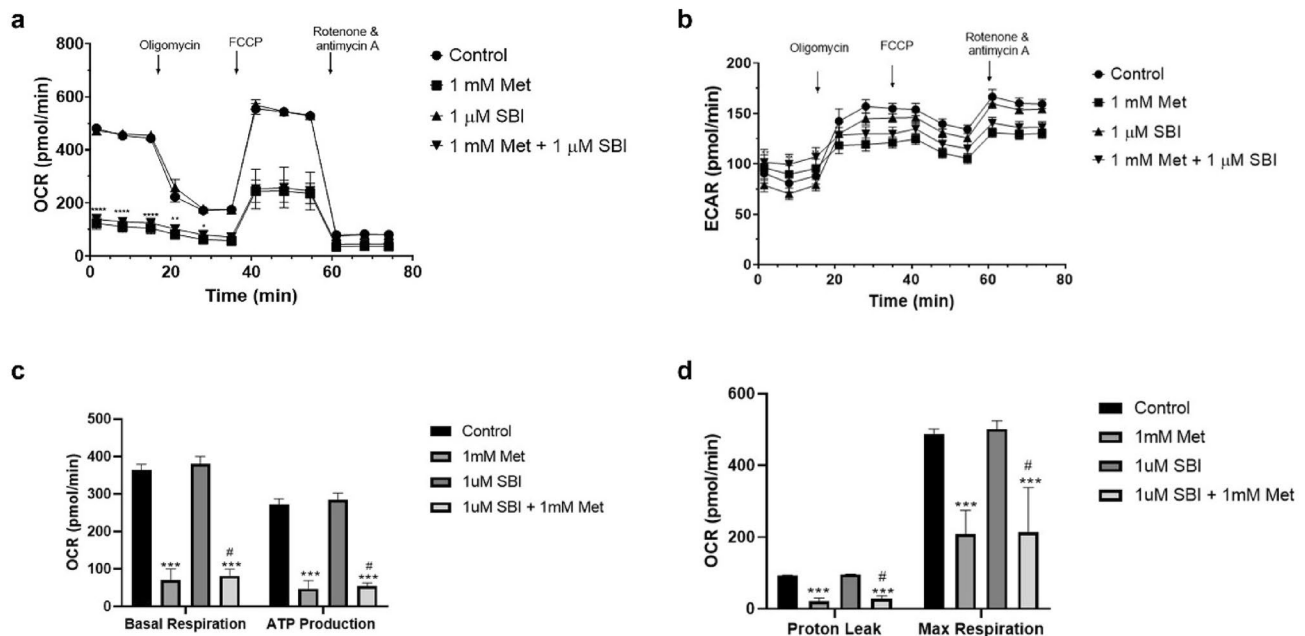 a
800
600
400
200
0
OCR (pmol/min)
Oligomycin
FCCP
Rotenone &
antimycin A
****
****
****
**
*
0
20
40
60
80
Time (min)
Control
1 mM Met
1 μM SBI
1 mM Met + 1 μM SBI
b
200
150
100
50
0
ECAR (pmol/min)
Oligomycin
FCCP
Rotenone &
antimycin A
0
20
40
60
80
Time (min)
Control
1 mM Met
1 μM SBI
1 mM Met + 1 μM SBI
c
500
400
300
200
100
0
OCR (pmol/min)
***
#
***
***
#
***
Basal Respiration
ATP Production
Control
1mM Met
1uM SBI
1uM SBI + 1mM Met
d
600
400
200
0
OCR (pmol/min)
***
#
***
***
#
***
Proton Leak
Max Respiration
Control
1mM Met
1uM SBI
1uM SBI + 1mM Met